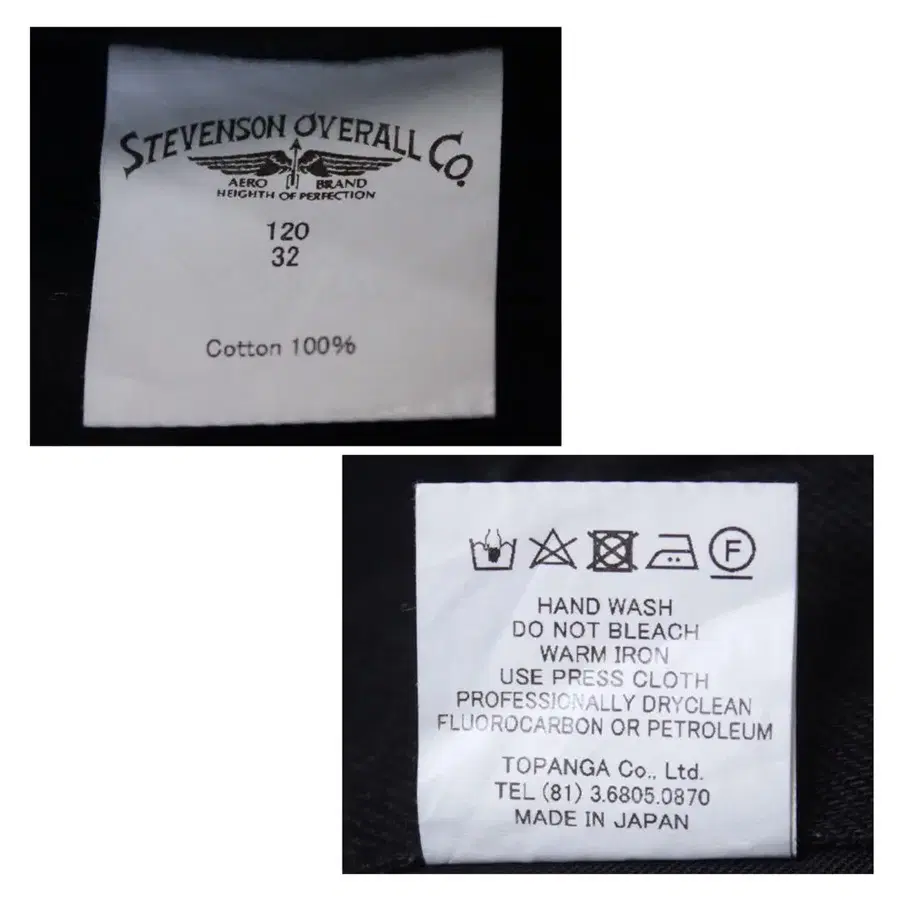 STEVENSON OVERALL CO.
AERO BRAND
HEIGHTH OF PERFECTION
120
32
Cotton 100%
F
HAND WASH
DO NOT BLEACH
WARM IRON
USE PRESS CLOTH
PROFESSIONALLY DRYCLEAN
FLUOROCARBON OR PETROLEUM
TOPANGA Co., Ltd.
TEL (81) 3.6805.0870
MADE IN JAPAN